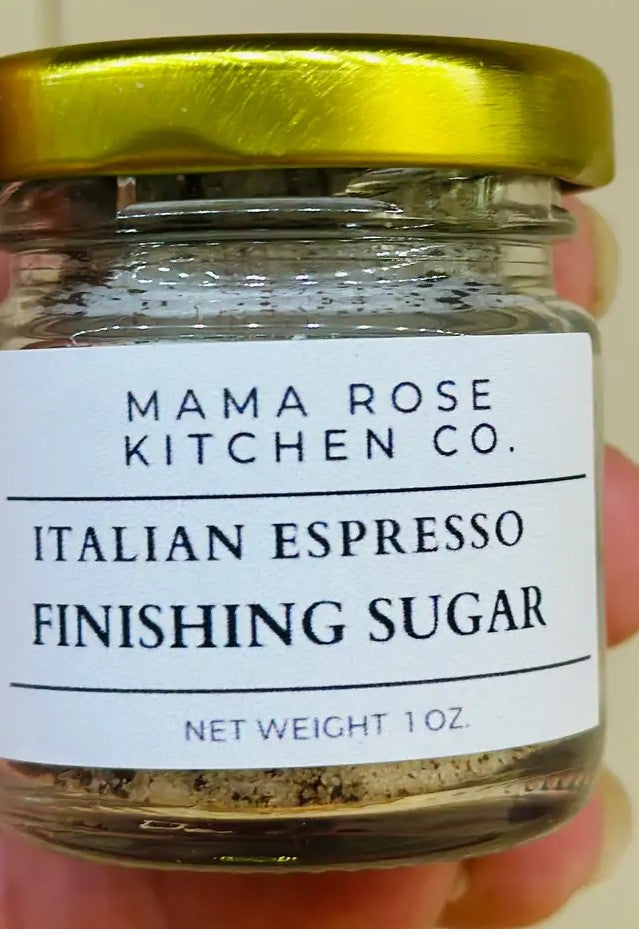 MAMA ROSE
KITCHEN CO.
ITALIAN ESPRESSO
FINISHING SUGAR
NET WEIGHT 1 OZ.